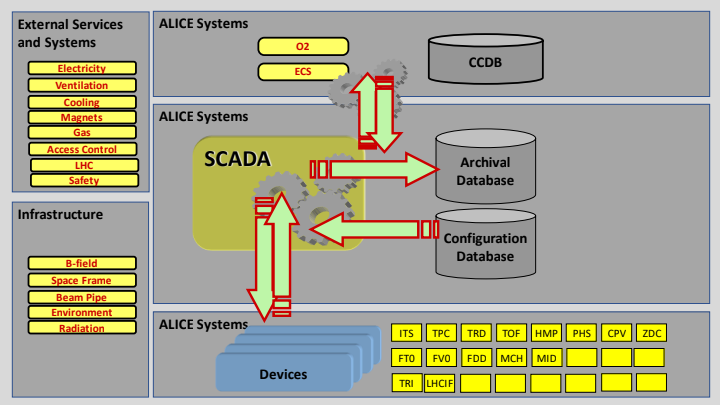 External Services
and Systems
Electricity
Ventilation
Cooling
Magnets
Gas
Access Control
LHC
Safety
Infrastructure
B-field
Space Frame
Beam Pipe
Environment
Radiation
ALICE Systems
O2
ECS
CCDB
ALICE Systems
SCADA
Archival
Database
Configuration
Database
ALICE Systems
Devices
ITS TPC TRD TOF HMP PHS CPV ZDC
FT0 FV0 FDD MCH MID
TRI LHCIF